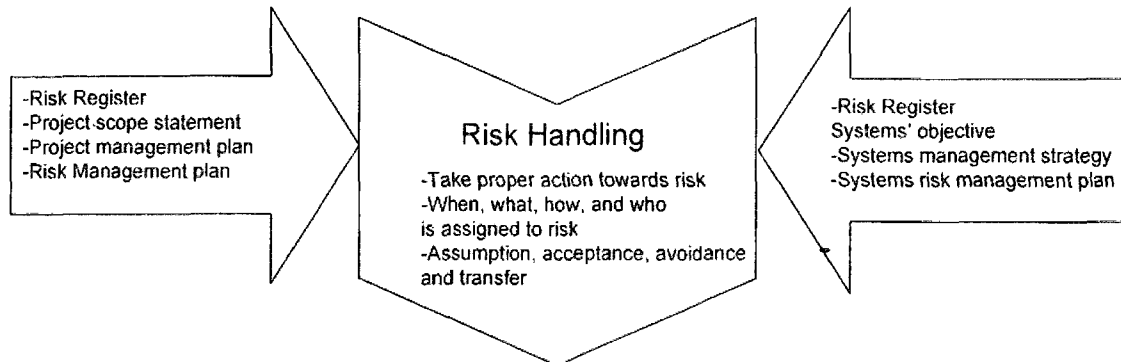 -Risk Register
-Project scope statement
-Project management plan
-Risk Management plan
Risk Handling
-Take proper action towards risk
-When, what, how, and who
is assigned to risk
-Assumption, acceptance, avoidance
and transfer
-Risk Register
Systems' objective
-Systems management strategy
-Systems risk management plan